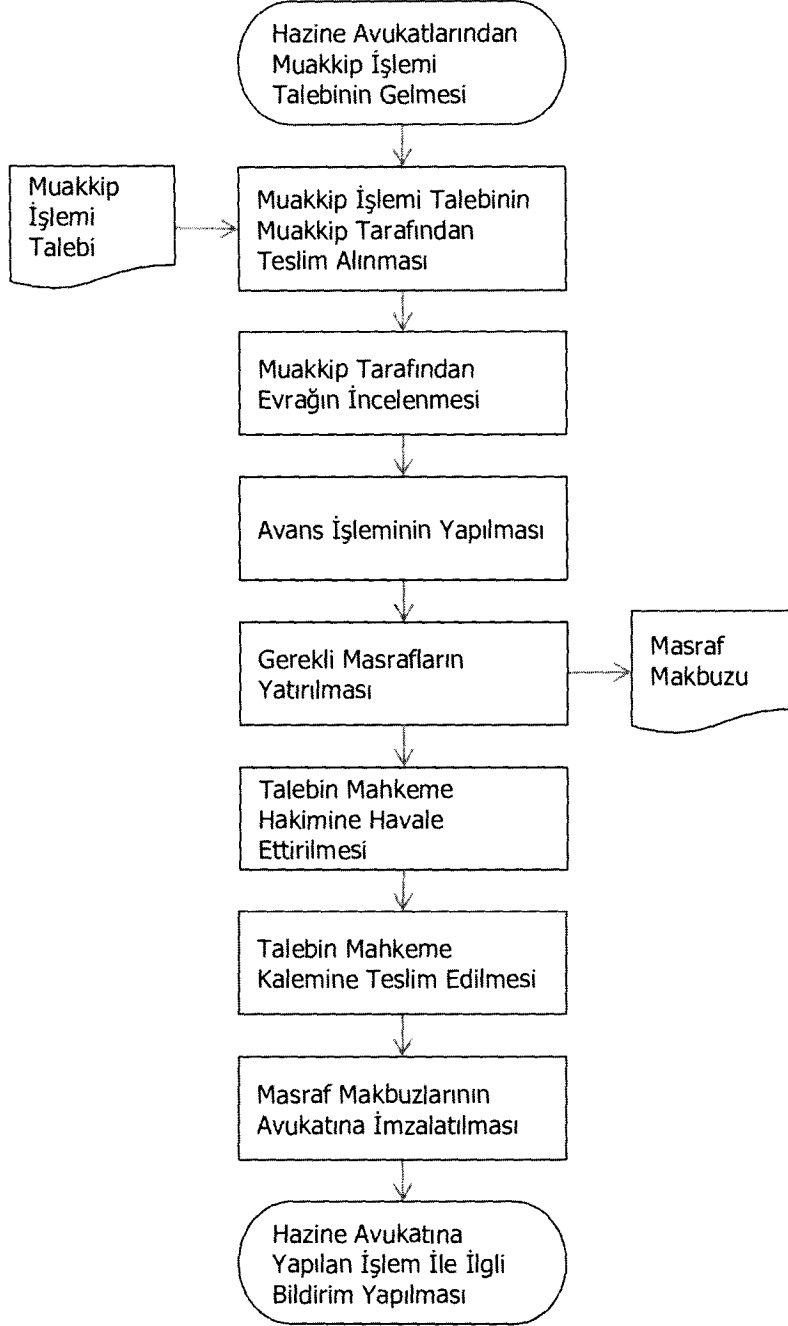 Hazine Avukatlarından
Muakkip İşlemi
Talebinin Gelmesi
Muakkip
İşlemi
Talebi
Muakkip İşlemi Talebinin
Muakkip Tarafından
Teslim Alınması
Muakkip Tarafından
Evrağın İncelenmesi
Avans İşleminin Yapılması
Gerekli Masrafların
Yatırılması
Masraf
Makbuzu
Talebin Mahkeme
Hakimine Havale
Ettirilmesi
Talebin Mahkeme
Kalemine Teslim Edilmesi
Masraf Makbuzlarının
Avukatına İmzalatılması
Hazine Avukatına
Yapılan İşlem İle İlgli
Bildirim Yapılması